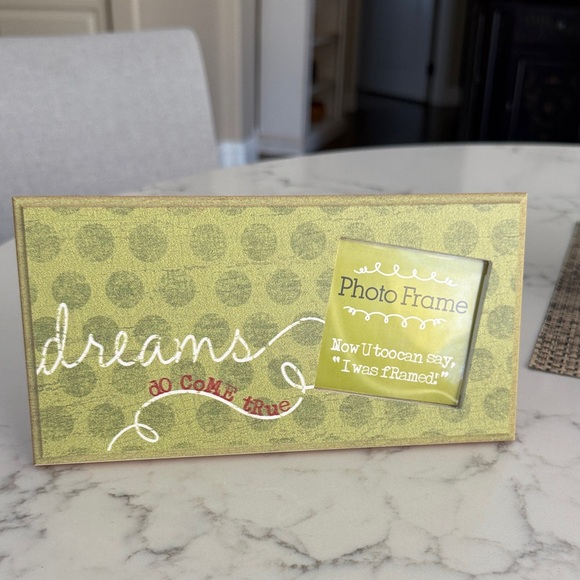 dreams
dO CoME tRue
Photo Frame
Now U too can say,
"I was fRamed!"